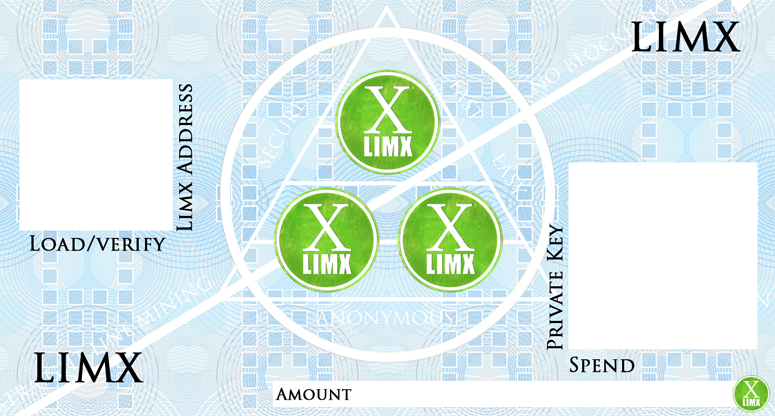 LIMX
NO BLOCK
LIMX ADDRESS
SECURE
X
LIMX
EASY
X
LIMX
X
LIMX
LOAD/VERIFY
PRIVATE KEY
MINING
ANONYMOUS
LIMX
SPEND
AMOUNT
X
LIMX